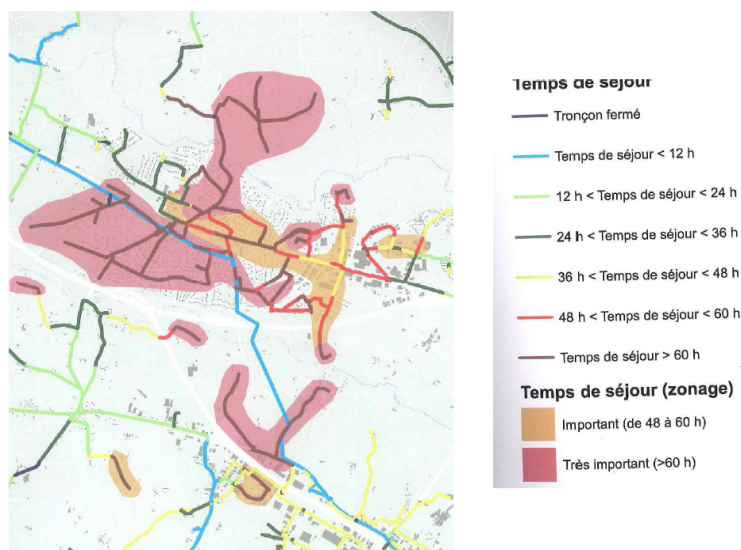 Temps de séjour
Tronçon fermé
Temps de séjour < 12 h
12 h < Temps de séjour < 24 h
24 h < Temps de séjour < 36 h
36 h < Temps de séjour < 48 h
48 h < Temps de séjour < 60 h
Temps de séjour > 60 h
Temps de séjour (zonage)
Important (de 48 à 60 h)
Très important (>60 h)